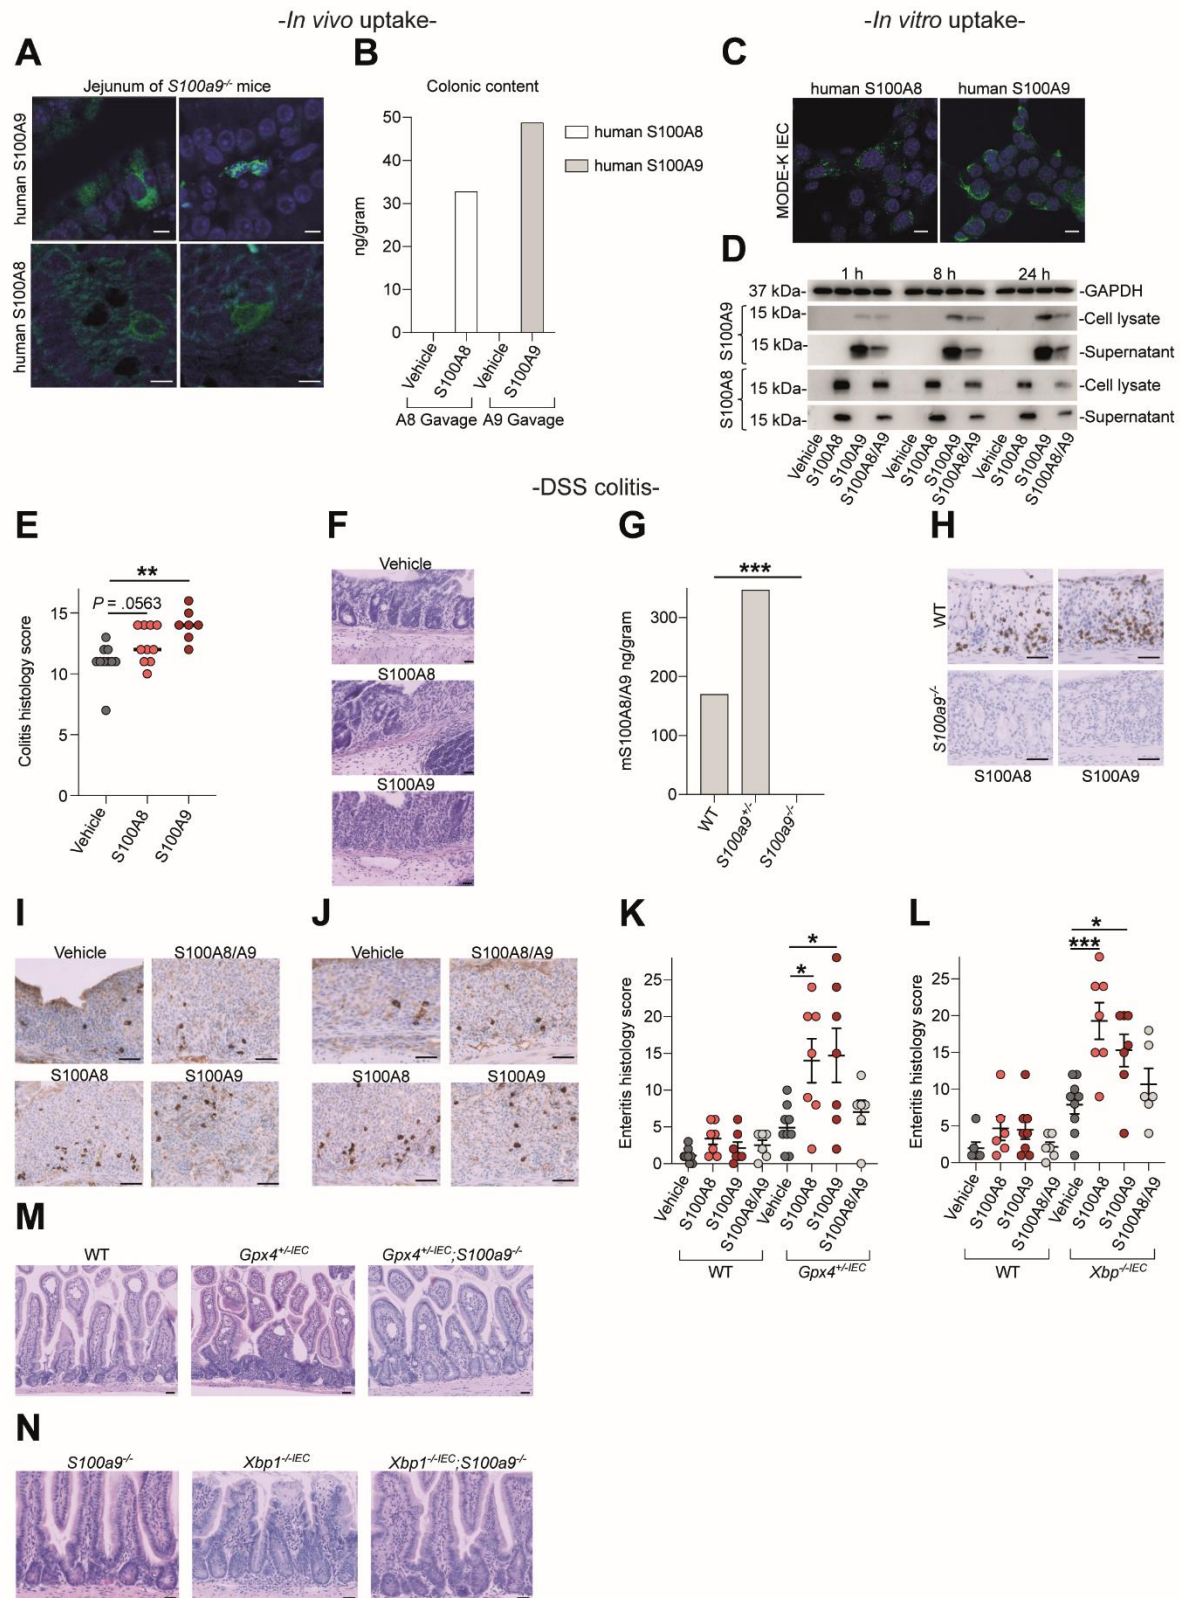 -In vivo uptake-
-In vitro uptake-
A
Jejunum of S100a9-/- mice
human S100A9
human S100A8
B
Colonic content
ng/gram
50
40
30
20
10
0
human S100A8
human S100A9
Vehicle
S100A8
Vehicle
S100A9
A8 Gavage
A9 Gavage
C
human S100A8
human S100A9
MODE-K IEC
D
1 h
8 h
24 h
37 kDa-
-GAPDH
S100A9
15 kDa-
-Cell lysate
15 kDa-
-Supernatant
S100A8
15 kDa-
-Cell lysate
15 kDa-
-Supernatant
Vehicle
S100A8
S100A9
S100A8/A9
Vehicle
S100A8
S100A9
S100A8/A9
Vehicle
S100A8
S100A9
S100A8/A9
-DSS colitis-
E
**
P = .0563
Colitis histology score
15
10
5
0
Vehicle
S100A8
S100A9
F
Vehicle
S100A8
S100A9
G
***
mS100A8/A9 ng/gram
300
200
100
0
WT
S100a9+/-
S100a9-/-
H
WT
S100a9-/-
S100A8
S100A9
I
Vehicle
S100A8/A9
S100A8
S100A9
J
Vehicle
S100A8/A9
S100A8
S100A9
K
*
*
Enteritis histology score
25
20
15
10
5
0
Vehicle
S100A8
S100A9
S100A8/A9
Vehicle
S100A8
S100A9
S100A8/A9
WT
Gpx4+/-IEC
L
*
***
Enteritis histology score
25
20
15
10
5
0
Vehicle
S100A8
S100A9
S100A8/A9
Vehicle
S100A8
S100A9
S100A8/A9
WT
Xbp-/-IEC
M
WT
Gpx4+/-IEC
Gpx4+/-IEC;S100a9-/-
N
S100a9-/-
Xbp1-/-IEC
Xbp1-/-IEC;S100a9-/-